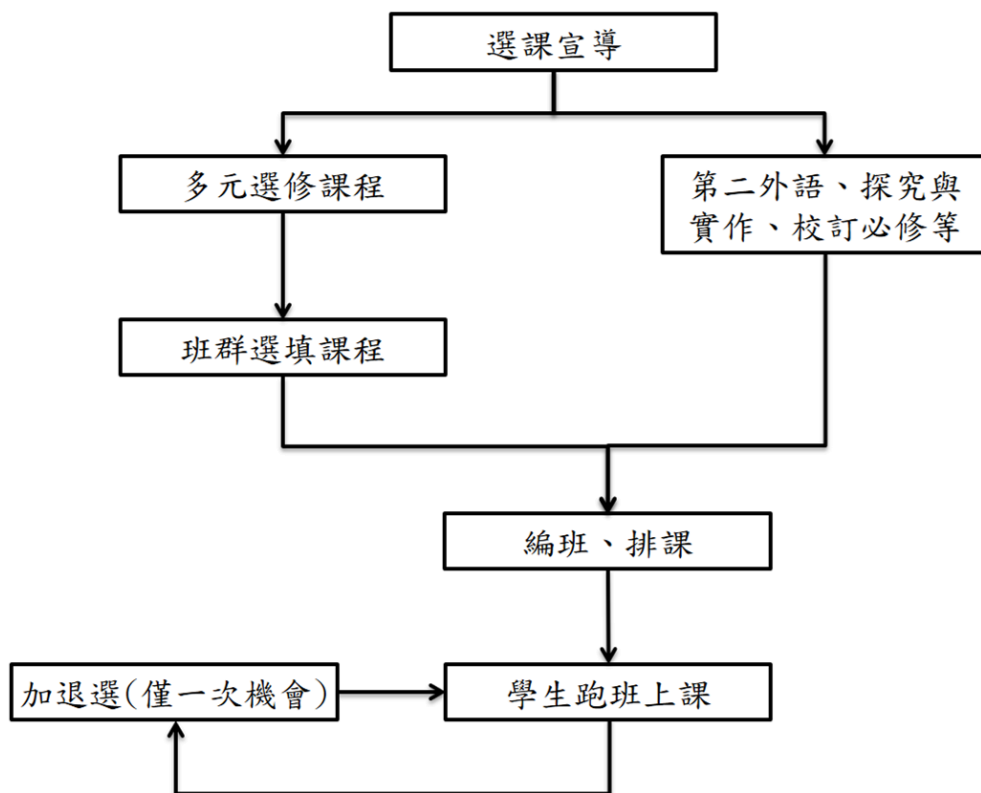 選課宣導
多元選修課程
第二外語、探究與
實作、校訂必修等
班群選填課程
編班、排課
加退選(僅一次機會)
學生跑班上課